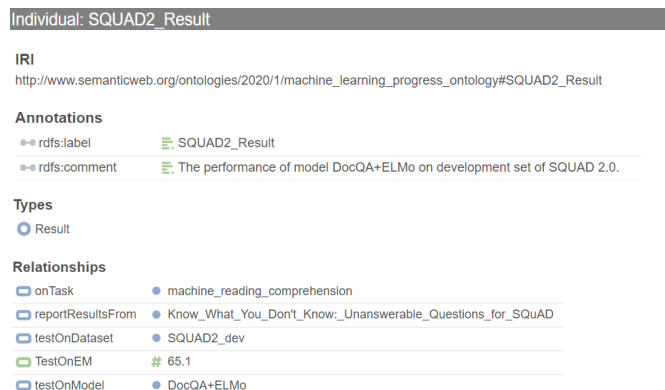 Individual: SQUAD2_Result
IRI
http://www.semanticweb.org/ontologies/2020/1/machine_learning_progress_ontology#SQUAD2_Result
Annotations
rdfs:label SQUAD2_Result
rdfs:comment The performance of model DocQA+ELMo on development set of SQUAD 2.0.
Types
Result
Relationships
onTask machine_reading_comprehension
reportResultsFrom Know_What_You_Don't_Know:_Unanswerable_Questions_for_SQuAD
testOnDataset SQUAD2_dev
TestOnEM # 65.1
testOnModel DocQA+ELMo